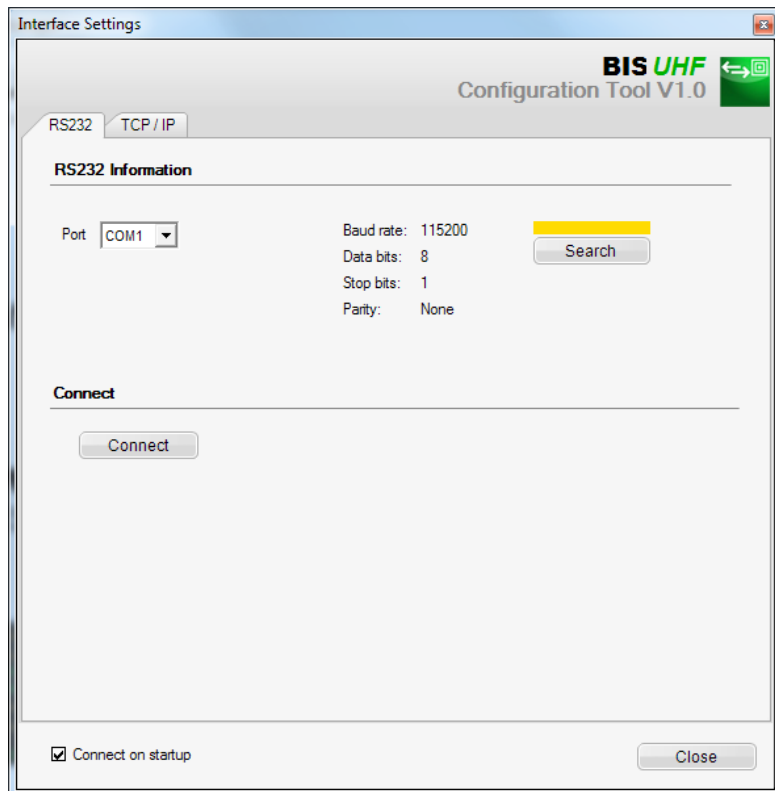 Interface Settings
BIS UHF
Configuration Tool V1.0
RS232 TCP / IP
RS232 Information
Port COM1
Baud rate: 115200
Search
Data bits: 8
Stop bits: 1
Parity: None
Connect
Connect
Connect on startup
Close